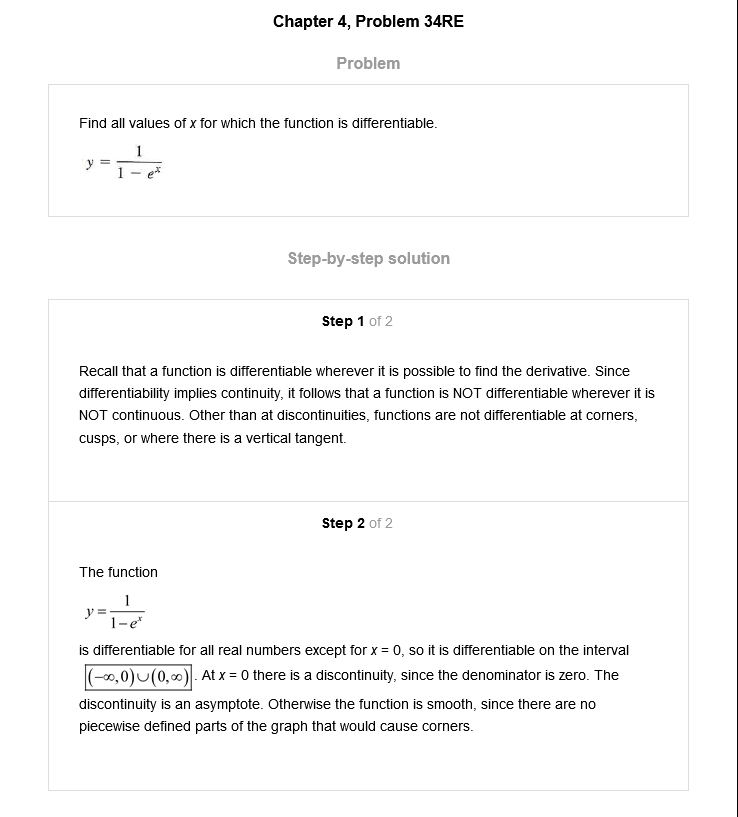 Chapter 4, Problem 34RE
Problem
Find all values of x for which the function is differentiable.
y = 1 / (1 − eˣ)
Step-by-step solution
Step 1 of 2
Recall that a function is differentiable wherever it is possible to find the derivative. Since
differentiability implies continuity, it follows that a function is NOT differentiable wherever it is
NOT continuous. Other than at discontinuities, functions are not differentiable at corners,
cusps, or where there is a vertical tangent.
Step 2 of 2
The function
y = 1 / (1−eˣ)
is differentiable for all real numbers except for x = 0, so it is differentiable on the interval
(−∞,0)∪(0,∞). At x = 0 there is a discontinuity, since the denominator is zero. The
discontinuity is an asymptote. Otherwise the function is smooth, since there are no
piecewise defined parts of the graph that would cause corners.